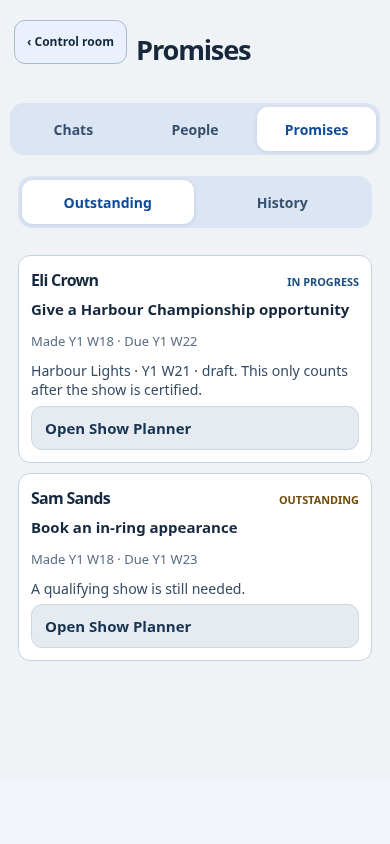 ‹ Control room
Promises
Chats
People
Promises
Outstanding
History
Eli Crown
IN PROGRESS
Give a Harbour Championship opportunity
Made Y1 W18 · Due Y1 W22
Harbour Lights · Y1 W21 · draft. This only counts
after the show is certified.
Open Show Planner
Sam Sands
OUTSTANDING
Book an in-ring appearance
Made Y1 W18 · Due Y1 W23
A qualifying show is still needed.
Open Show Planner